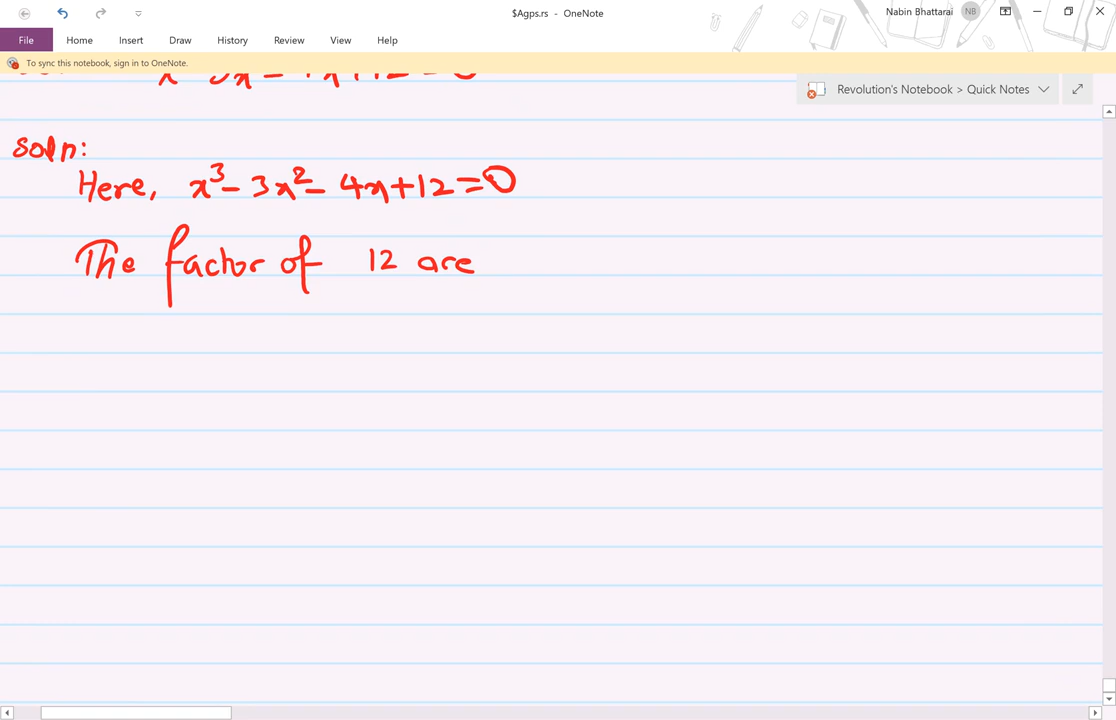 $Agps.rs - OneNote
Nabin Bhattarai NB
File Home Insert Draw History Review View Help
To sync this notebook, sign in to OneNote.
Revolution's Notebook > Quick Notes
Soln:
Here, x³ - 3x² - 4x + 12 = 0
The factor of 12 are